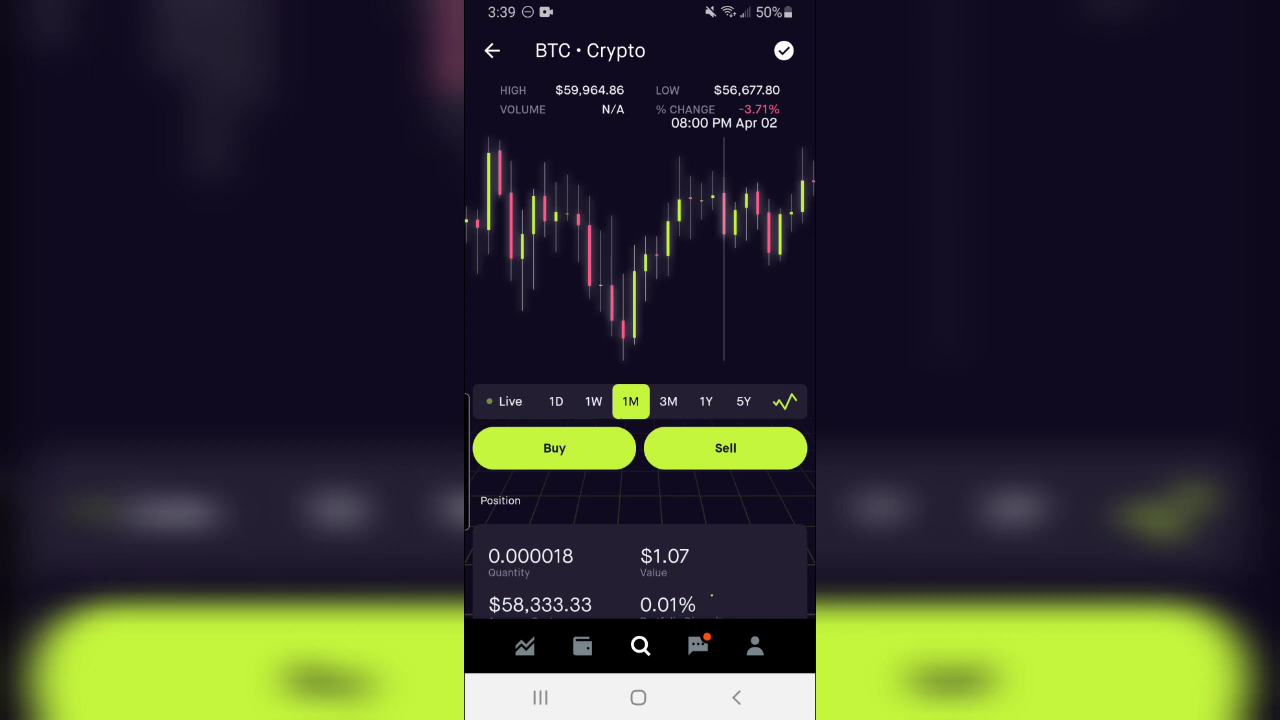 3:39 50%
BTC • Crypto
HIGH $59,964.86 LOW $56,677.80
VOLUME N/A % CHANGE -3.71%
08:00 PM Apr 02
Live 1D 1W 1M 3M 1Y 5Y
Buy Sell
Position
0.000018 $1.07
Quantity Value
$58,333.33 0.01%